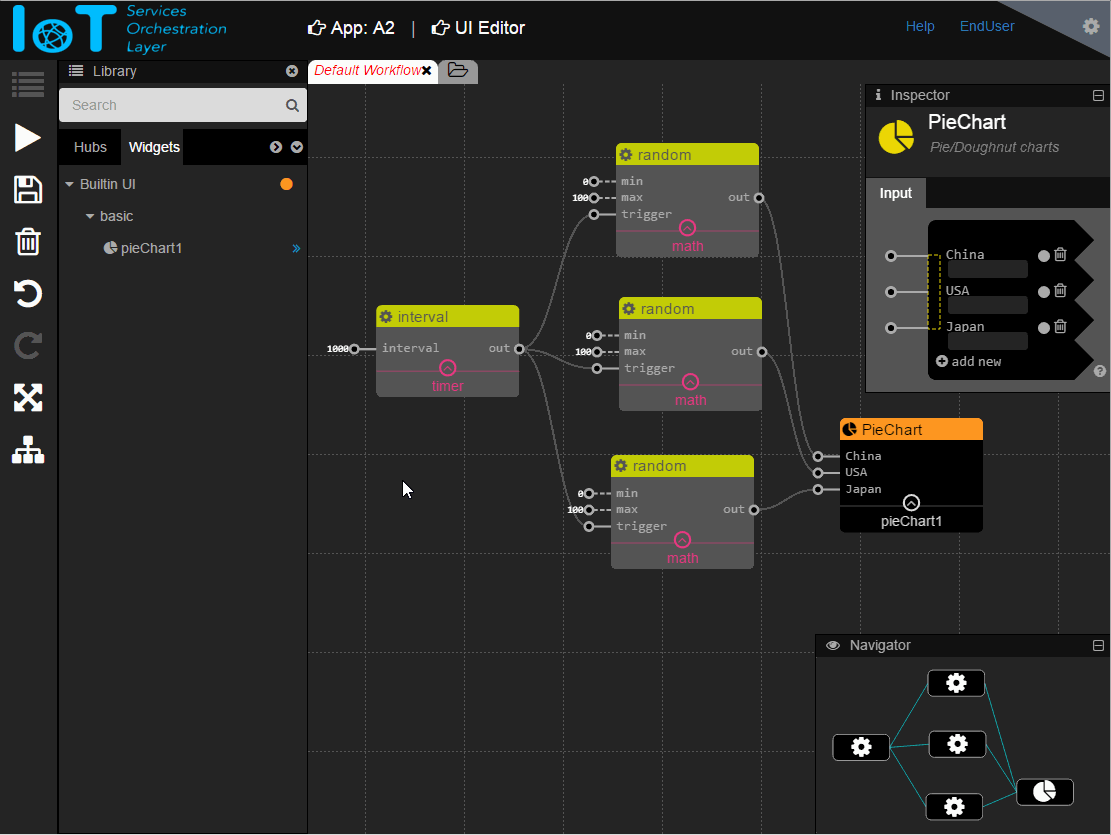 IoT
Services
Orchestration
Layer
App: A2 | UI Editor
Help
EndUser
Library
Search
Hubs
Widgets
Builtin UI
basic
pieChart1
Default Workflow
interval
1000
interval
out
timer
random
0
min
100
max
out
trigger
math
random
0
min
100
max
out
trigger
math
random
0
min
100
max
out
trigger
math
PieChart
China
USA
Japan
pieChart1
Inspector
PieChart
Pie/Doughnut charts
Input
China
USA
Japan
add new
?
Navigator